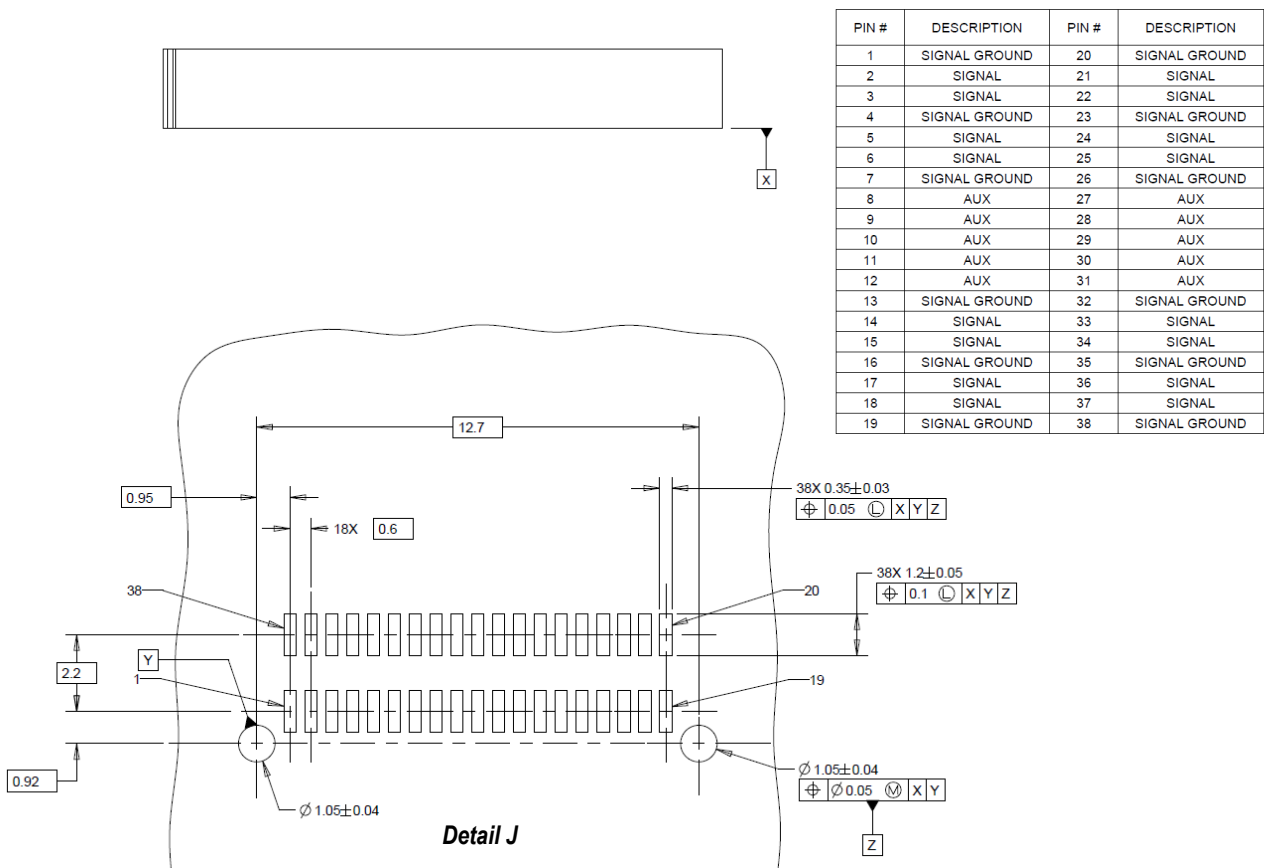 PIN # DESCRIPTION PIN # DESCRIPTION
1 SIGNAL GROUND 20 SIGNAL GROUND
2 SIGNAL 21 SIGNAL
3 SIGNAL 22 SIGNAL
4 SIGNAL GROUND 23 SIGNAL GROUND
5 SIGNAL 24 SIGNAL
6 SIGNAL 25 SIGNAL
7 SIGNAL GROUND 26 SIGNAL GROUND
8 AUX 27 AUX
9 AUX 28 AUX
10 AUX 29 AUX
11 AUX 30 AUX
12 AUX 31 AUX
13 SIGNAL GROUND 32 SIGNAL GROUND
14 SIGNAL 33 SIGNAL
15 SIGNAL 34 SIGNAL
16 SIGNAL GROUND 35 SIGNAL GROUND
17 SIGNAL 36 SIGNAL
18 SIGNAL 37 SIGNAL
19 SIGNAL GROUND 38 SIGNAL GROUND
X
12.7
0.95
18X 0.6
38X 0.35±0.03
⌖ 0.05 Ⓛ X Y Z
38X 1.2±0.05
⌖ 0.1 Ⓛ X Y Z
38
20
2.2
Y
1
19
0.92
Ø 1.05±0.04
Ø 1.05±0.04
⌖ Ø 0.05 Ⓜ X Y
Z
Detail J